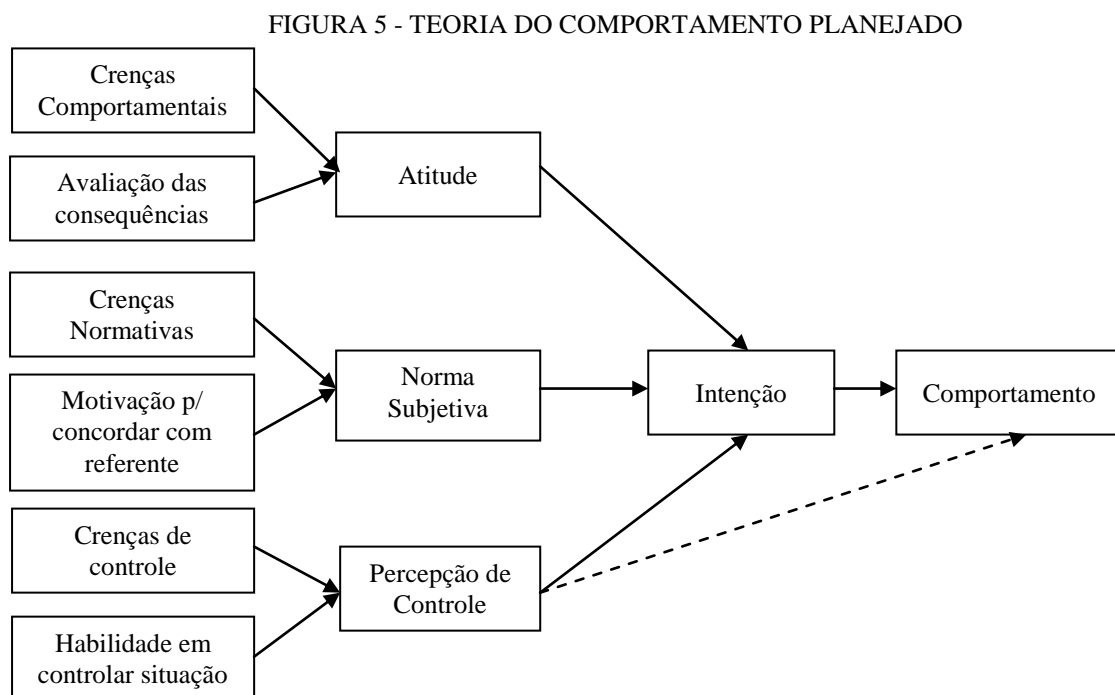 FIGURA 5 - TEORIA DO COMPORTAMENTO PLANEJADO
Crenças
Comportamentais
Avaliação das
consequências
Atitude
Crenças
Normativas
Motivação p/
concordar com
referente
Norma
Subjetiva
Intenção
Comportamento
Crenças de
controle
Habilidade em
controlar situação
Percepção de
Controle